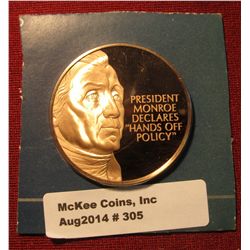 PRESIDENT
MONROE
DECLARES
"HANDS OFF
POLICY"
McKee Coins, Inc
Aug2014 # 305